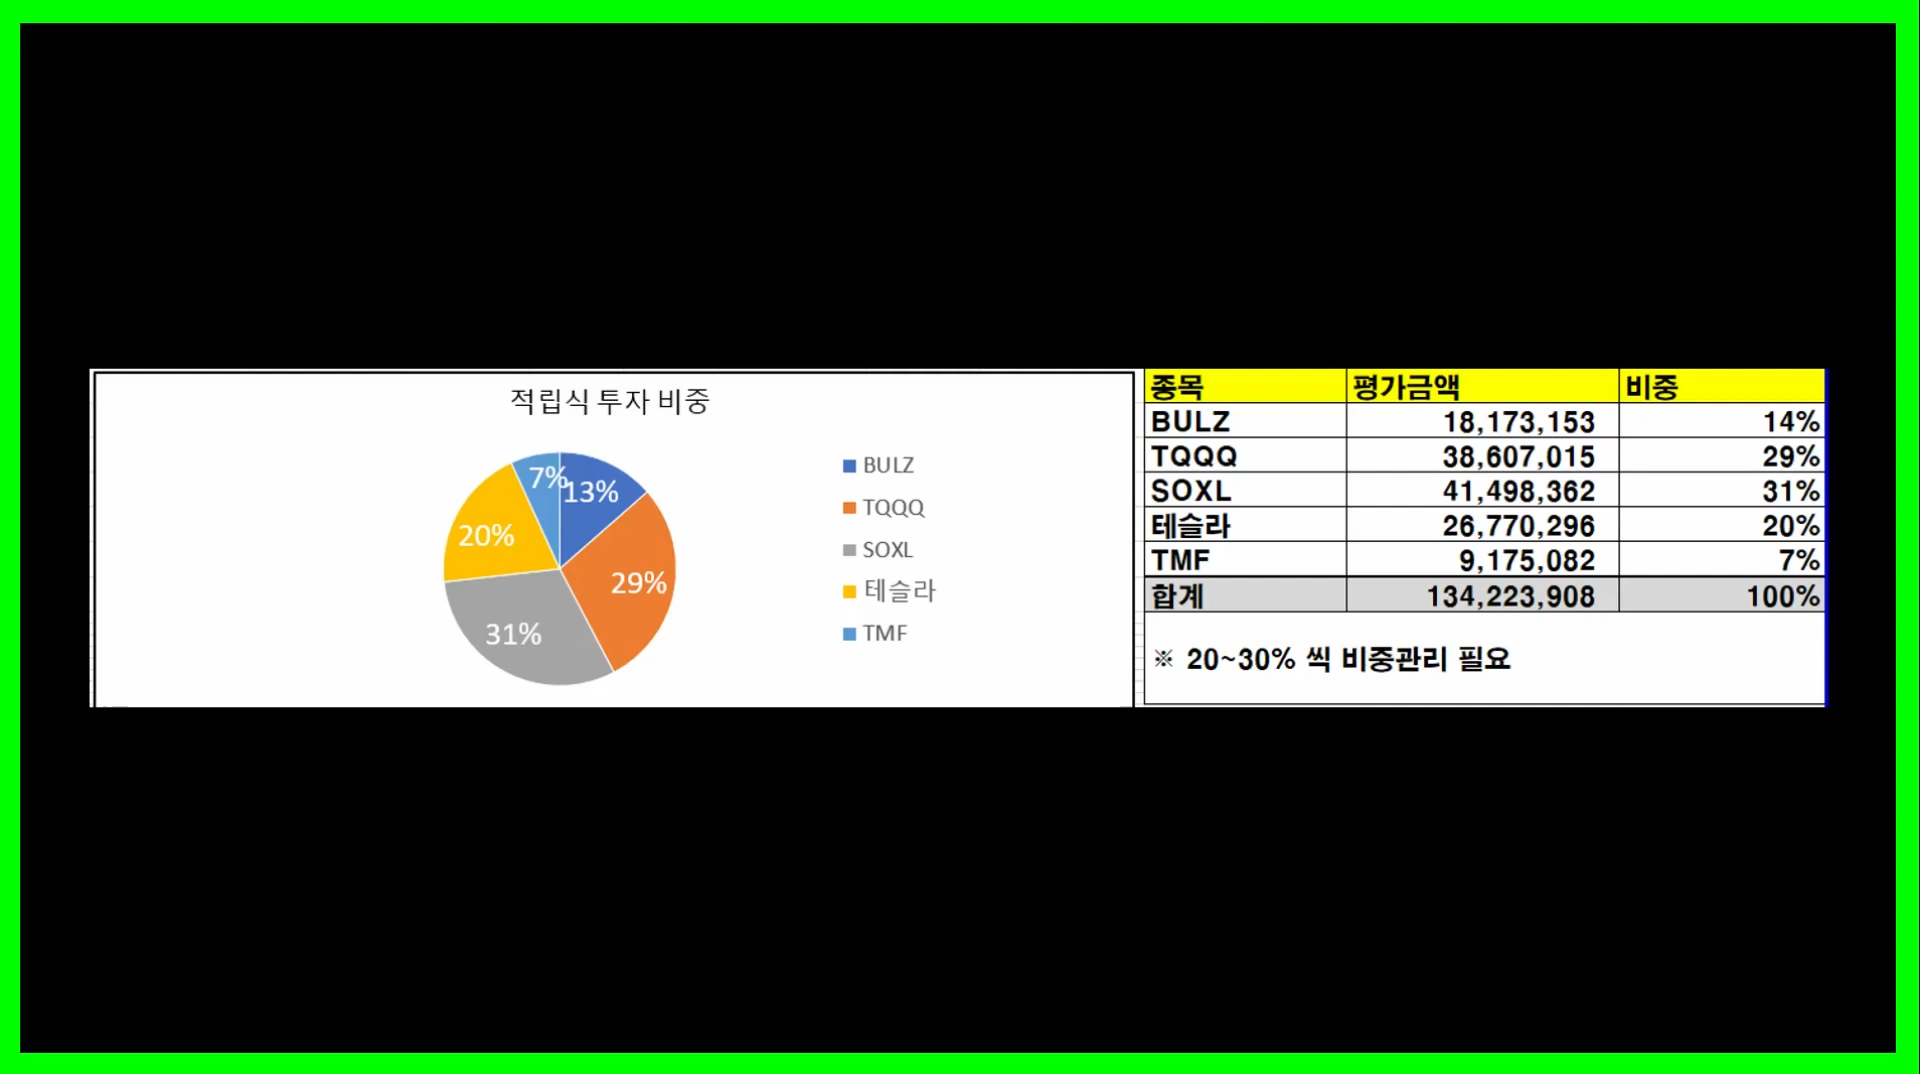 적립식 투자 비중
7%
13%
20%
29%
31%
BULZ
TQQQ
SOXL
테슬라
TMF
종목 평가금액 비중
BULZ 18,173,153 14%
TQQQ 38,607,015 29%
SOXL 41,498,362 31%
테슬라 26,770,296 20%
TMF 9,175,082 7%
합계 134,223,908 100%
※ 20~30% 씩 비중관리 필요